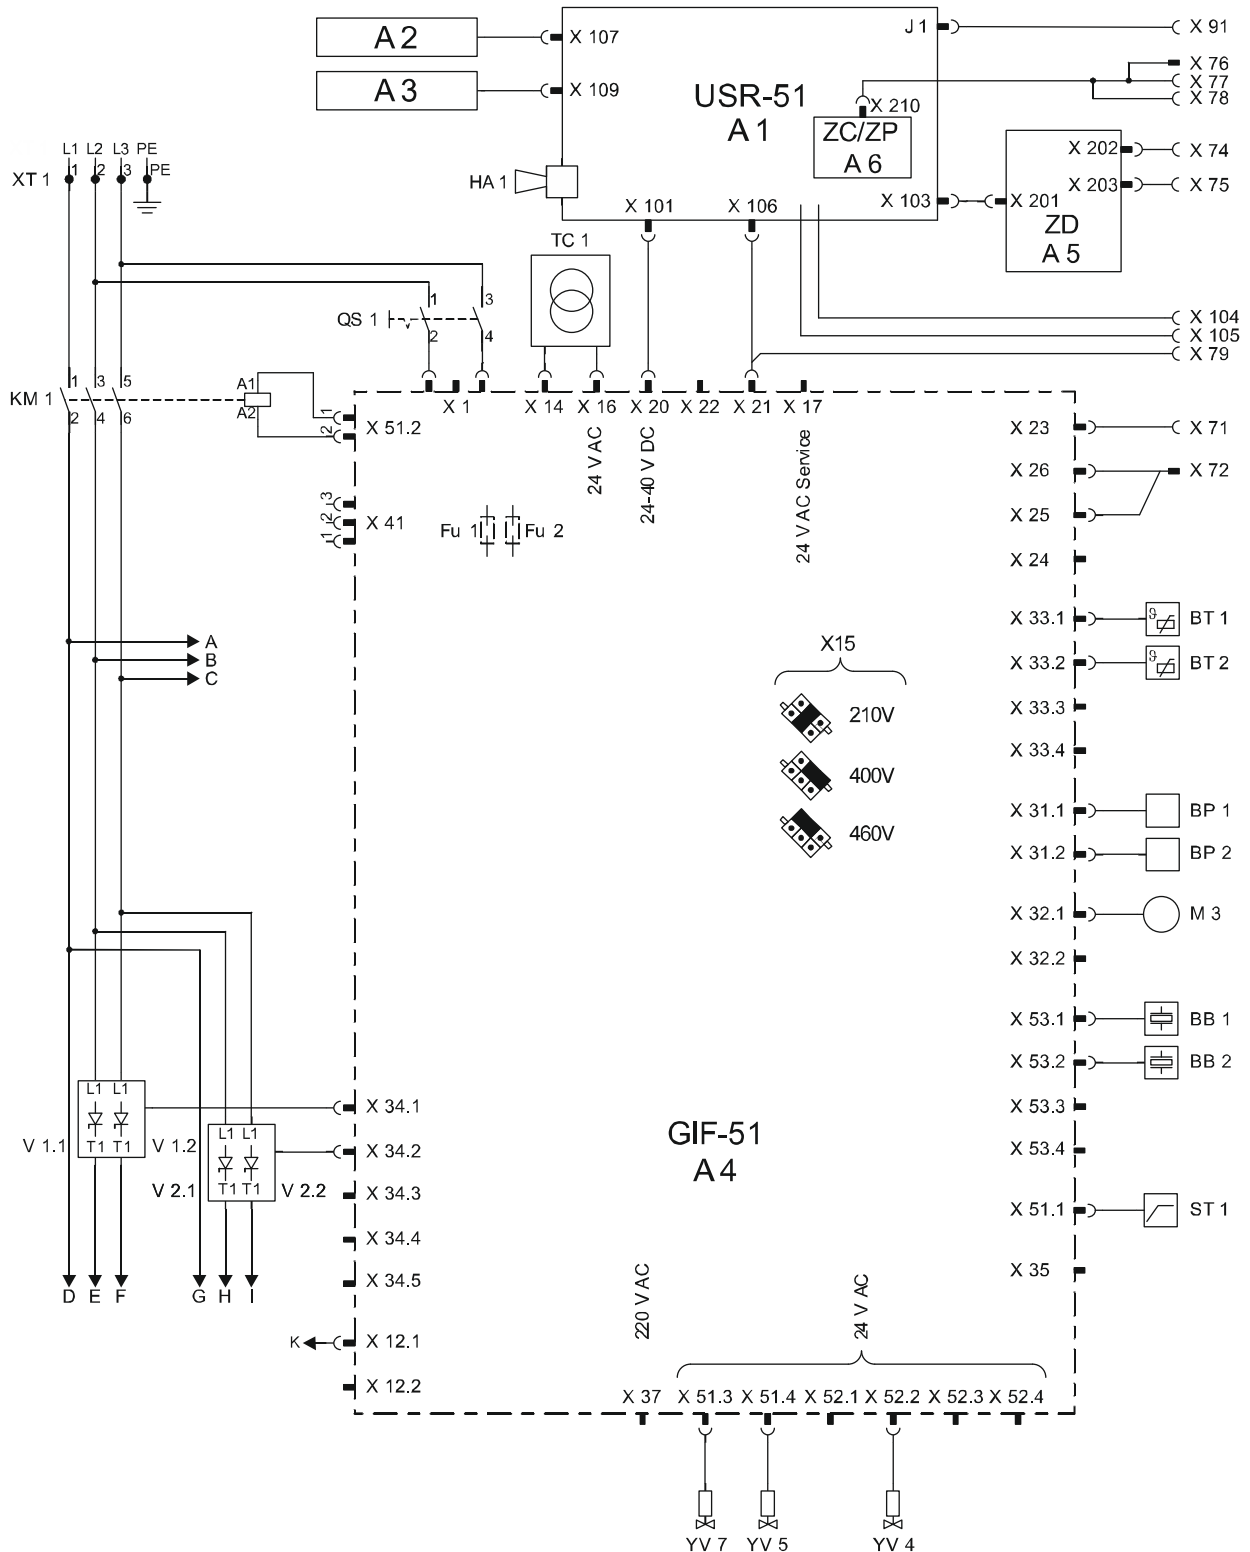 A 2
X 107
A 3
X 109
J 1
X 91
X 76
X 77
X 78
USR-51
A 1
X 210
ZC/ZP
A 6
X 202
X 74
X 203
X 75
X 103
X 201
ZD
A 5
HA 1
X 101
X 106
L1 L2 L3 PE
XT 1
1 2 3 PE
TC 1
QS 1
1 3
2 4
X 104
X 105
X 79
KM 1
1 3 5
2 4 6
A1
A2
1
2
X 51.2
X 1
X 14
X 16
X 20
X 22
X 21
X 17
24 V AC
24-40 V DC
24 V AC Service
X 23
X 71
X 26
X 72
X 25
X 24
3
2
1
X 41
Fu 1
Fu 2
X 33.1
BT 1
X 33.2
BT 2
X 33.3
X 33.4
ϑ
ϑ
A
B
C
X15
210V
400V
460V
X 31.1
BP 1
X 31.2
BP 2
X 32.1
M 3
X 32.2
X 53.1
BB 1
X 53.2
BB 2
X 53.3
X 53.4
X 51.1
ST 1
X 35
L1 L1
T1 T1
V 1.1
V 1.2
L1 L1
T1 T1
V 2.1
V 2.2
X 34.1
X 34.2
X 34.3
X 34.4
X 34.5
GIF-51
A 4
D E F G H I
K
X 12.1
X 12.2
220 V AC
24 V AC
X 37
X 51.3
X 51.4
X 52.1
X 52.2
X 52.3
X 52.4
YV 7
YV 5
YV 4